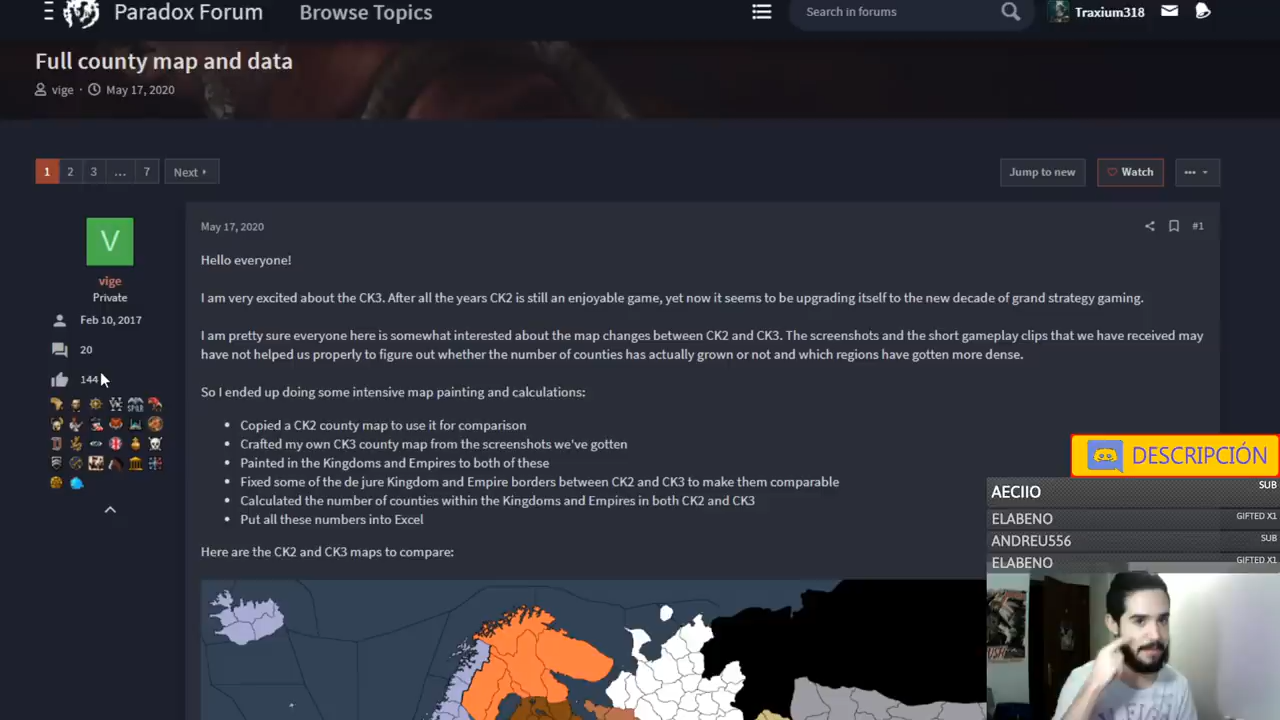 Paradox Forum
Browse Topics
Search in forums
Traxium318
Full county map and data
vige · May 17, 2020
1 2 3 ... 7 Next
Jump to new
Watch
V
vige
Private
Feb 10, 2017
20
144
May 17, 2020
#1
Hello everyone!
I am very excited about the CK3. After all the years CK2 is still an enjoyable game, yet now it seems to be upgrading itself to the new decade of grand strategy gaming.
I am pretty sure everyone here is somewhat interested about the map changes between CK2 and CK3. The screenshots and the short gameplay clips that we have received may
have not helped us properly to figure out whether the number of counties has actually grown or not and which regions have gotten more dense.
So I ended up doing some intensive map painting and calculations:
• Copied a CK2 county map to use it for comparison
• Crafted my own CK3 county map from the screenshots we've gotten
• Painted in the Kingdoms and Empires to both of these
• Fixed some of the de jure Kingdom and Empire borders between CK2 and CK3 to make them comparable
• Calculated the number of counties within the Kingdoms and Empires in both CK2 and CK3
• Put all these numbers into Excel
Here are the CK2 and CK3 maps to compare:
DESCRIPCIÓN
AECIIO SUB
ELABENO GIFTED X1
ANDREU556 SUB
ELABENO GIFTED X1